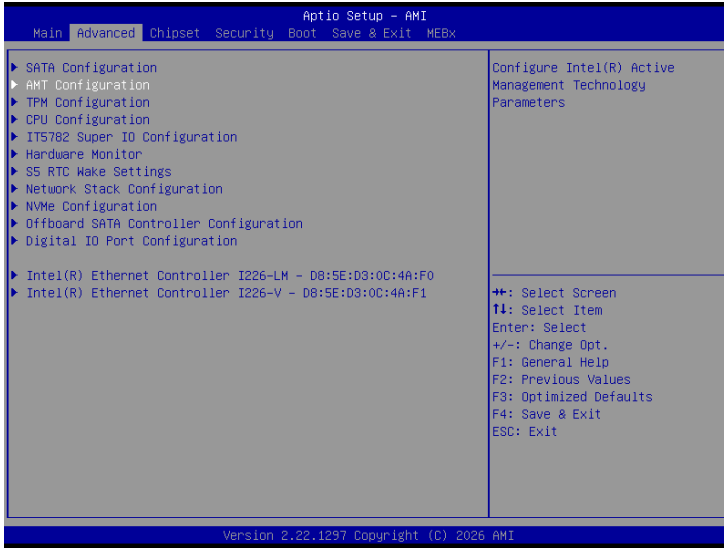 Aptio Setup - AMI
Main Advanced Chipset Security Boot Save & Exit MEBx
SATA Configuration
AMT Configuration
TPM Configuration
CPU Configuration
IT5782 Super IO Configuration
Hardware Monitor
S5 RTC Wake Settings
Network Stack Configuration
NVMe Configuration
Offboard SATA Controller Configuration
Digital IO Port Configuration
Intel(R) Ethernet Controller I226-LM - D8:5E:D3:0C:4A:F0
Intel(R) Ethernet Controller I226-V - D8:5E:D3:0C:4A:F1
Configure Intel(R) Active
Management Technology
Parameters
→←: Select Screen
↑↓: Select Item
Enter: Select
+/-: Change Opt.
F1: General Help
F2: Previous Values
F3: Optimized Defaults
F4: Save & Exit
ESC: Exit
Version 2.22.1297 Copyright (C) 2026 AMI